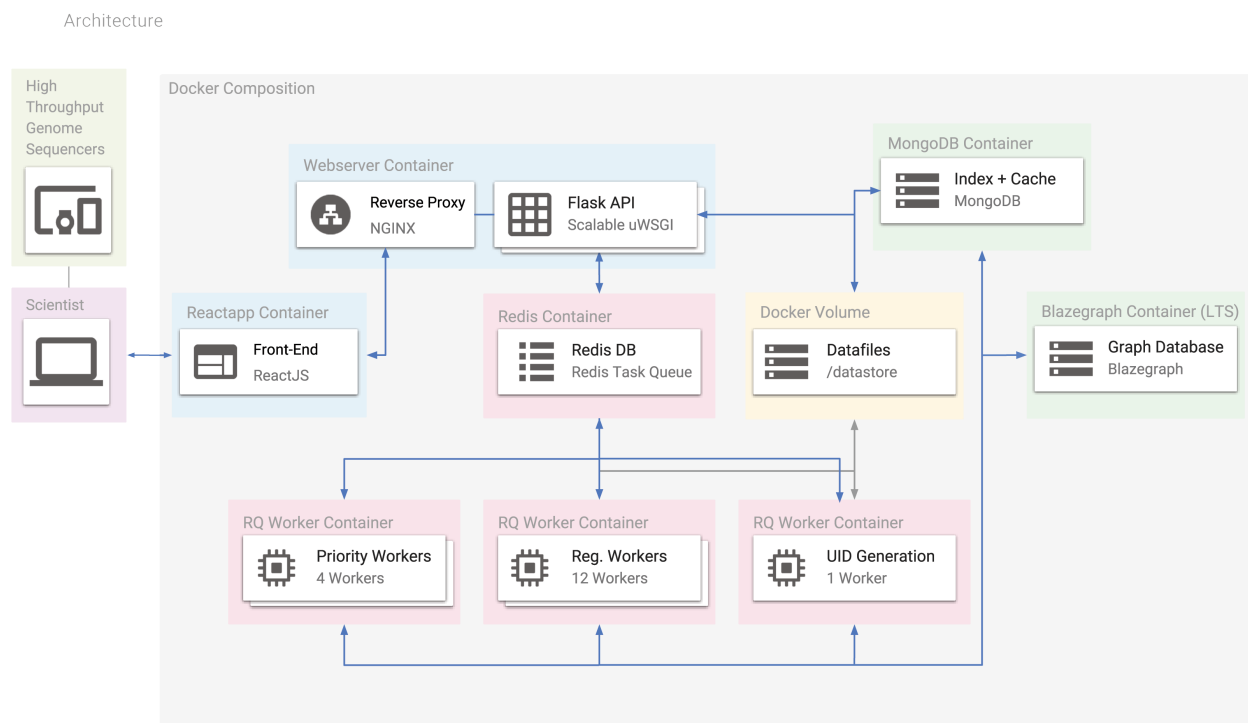 Architecture
High
Throughput
Genome
Sequencers
Scientist
Docker Composition
Webserver Container
Reverse Proxy
NGINX
Flask API
Scalable uWSGI
MongoDB Container
Index + Cache
MongoDB
Reactapp Container
Front-End
ReactJS
Redis Container
Redis DB
Redis Task Queue
Docker Volume
Datafiles
/datastore
Blazegraph Container (LTS)
Graph Database
Blazegraph
RQ Worker Container
Priority Workers
4 Workers
RQ Worker Container
Reg. Workers
12 Workers
RQ Worker Container
UID Generation
1 Worker